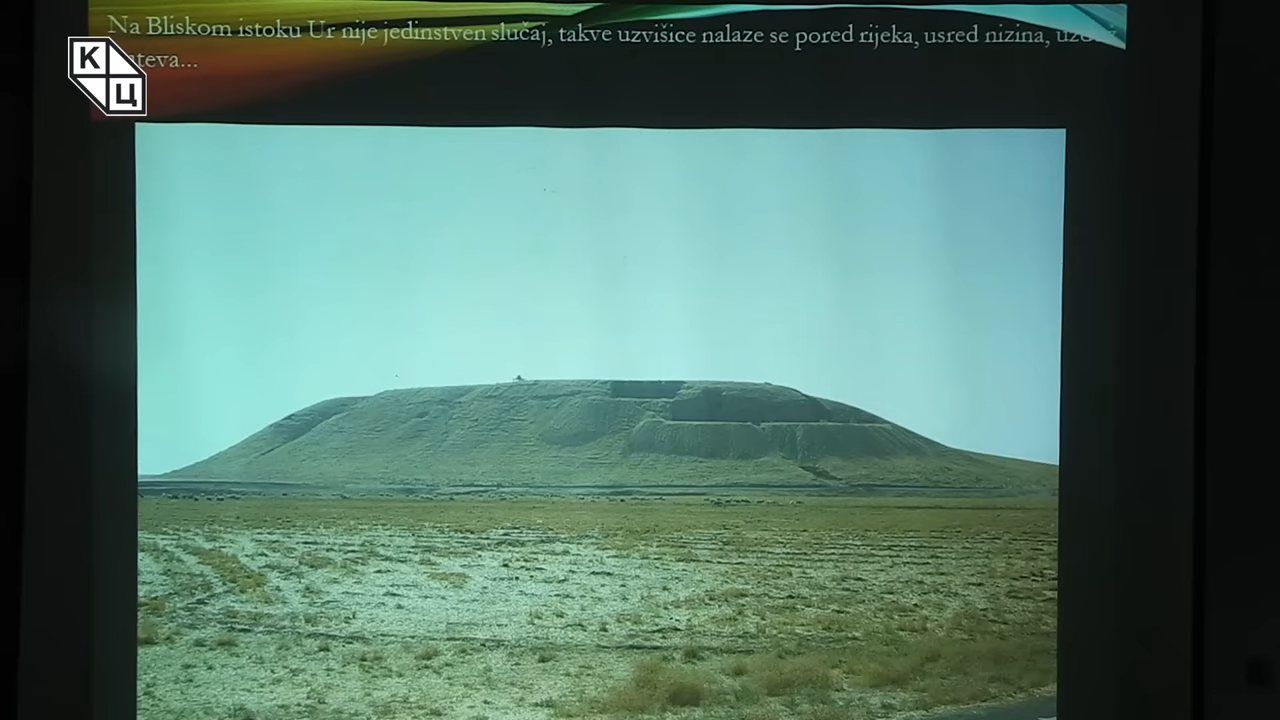 Na Bliskom istoku Ur nije jedinstven slučaj, takve uzvišice nalaze se pored rijeka, usred nizina,
К
Ц